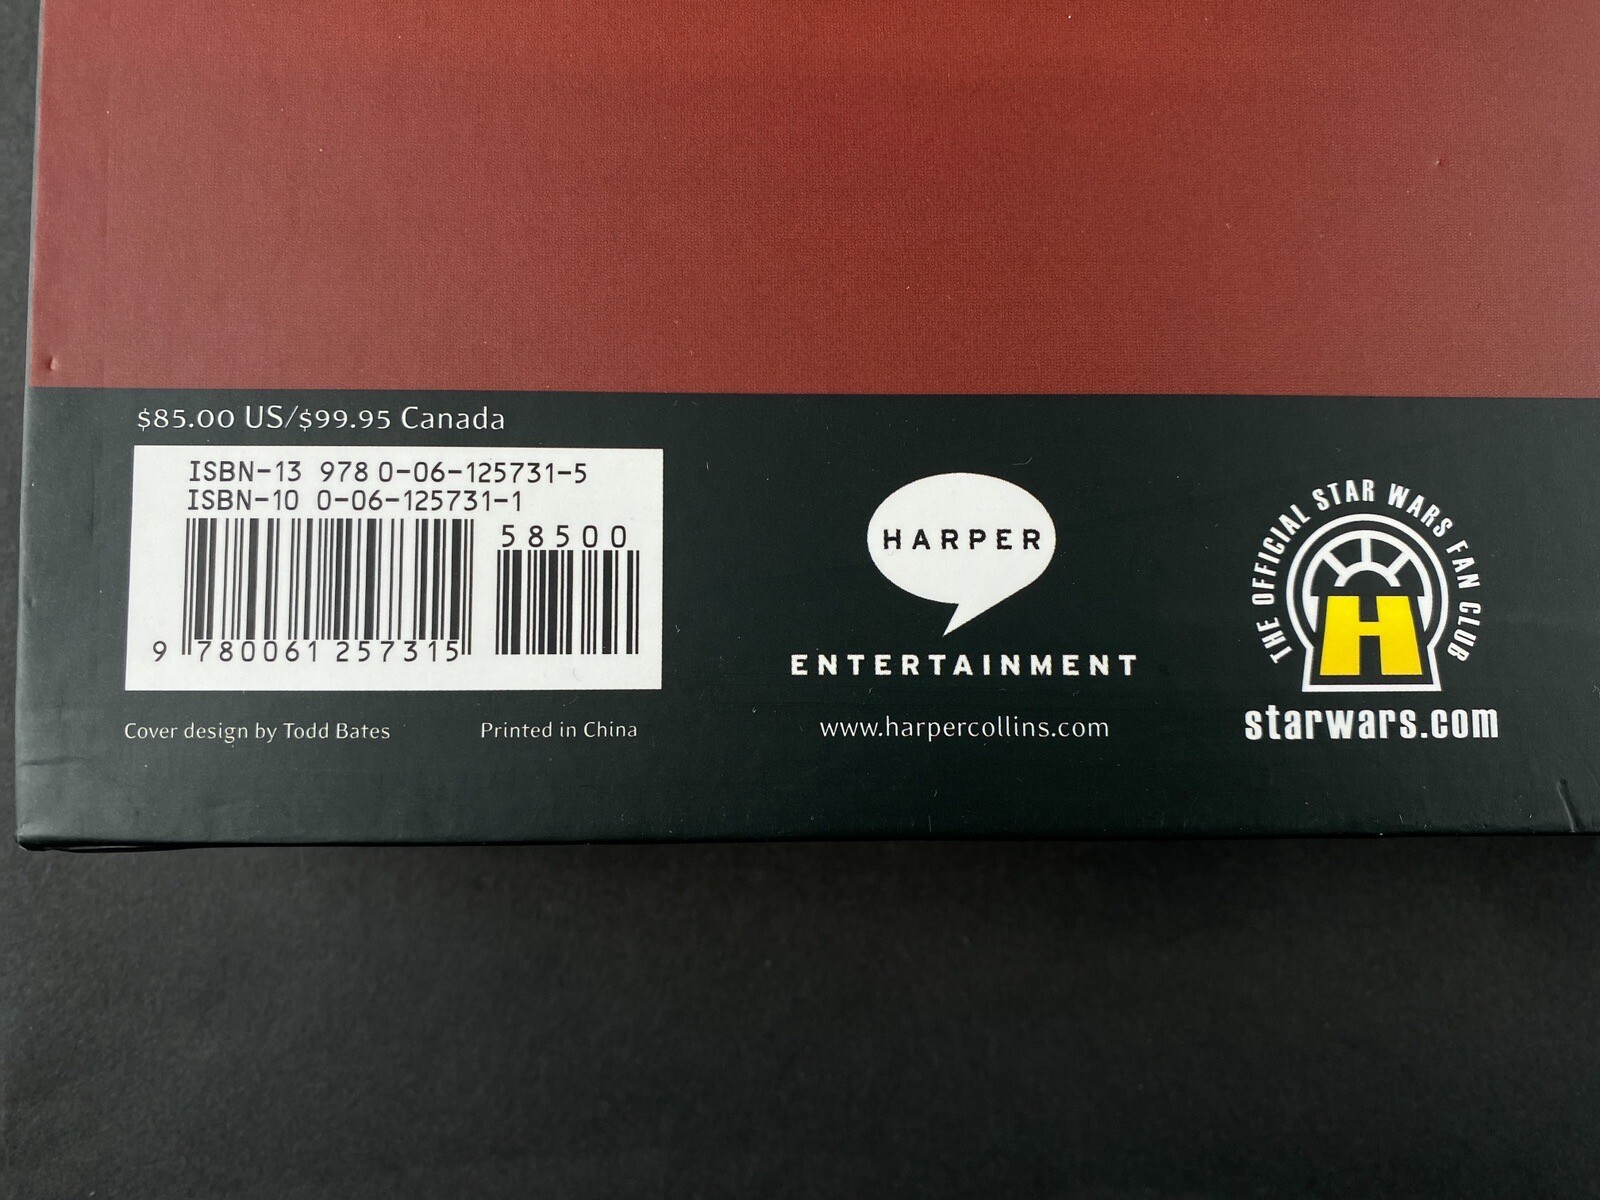 $85.00 US/$99.95 Canada
ISBN-13 978 0-06-125731-5
ISBN-10 0-06-125731-1
58500
9 780061 257315
Cover design by Todd Bates
Printed in China
HARPER
ENTERTAINMENT
www.harpercollins.com
THE OFFICIAL STAR WARS FAN CLUB
H
starwars.com